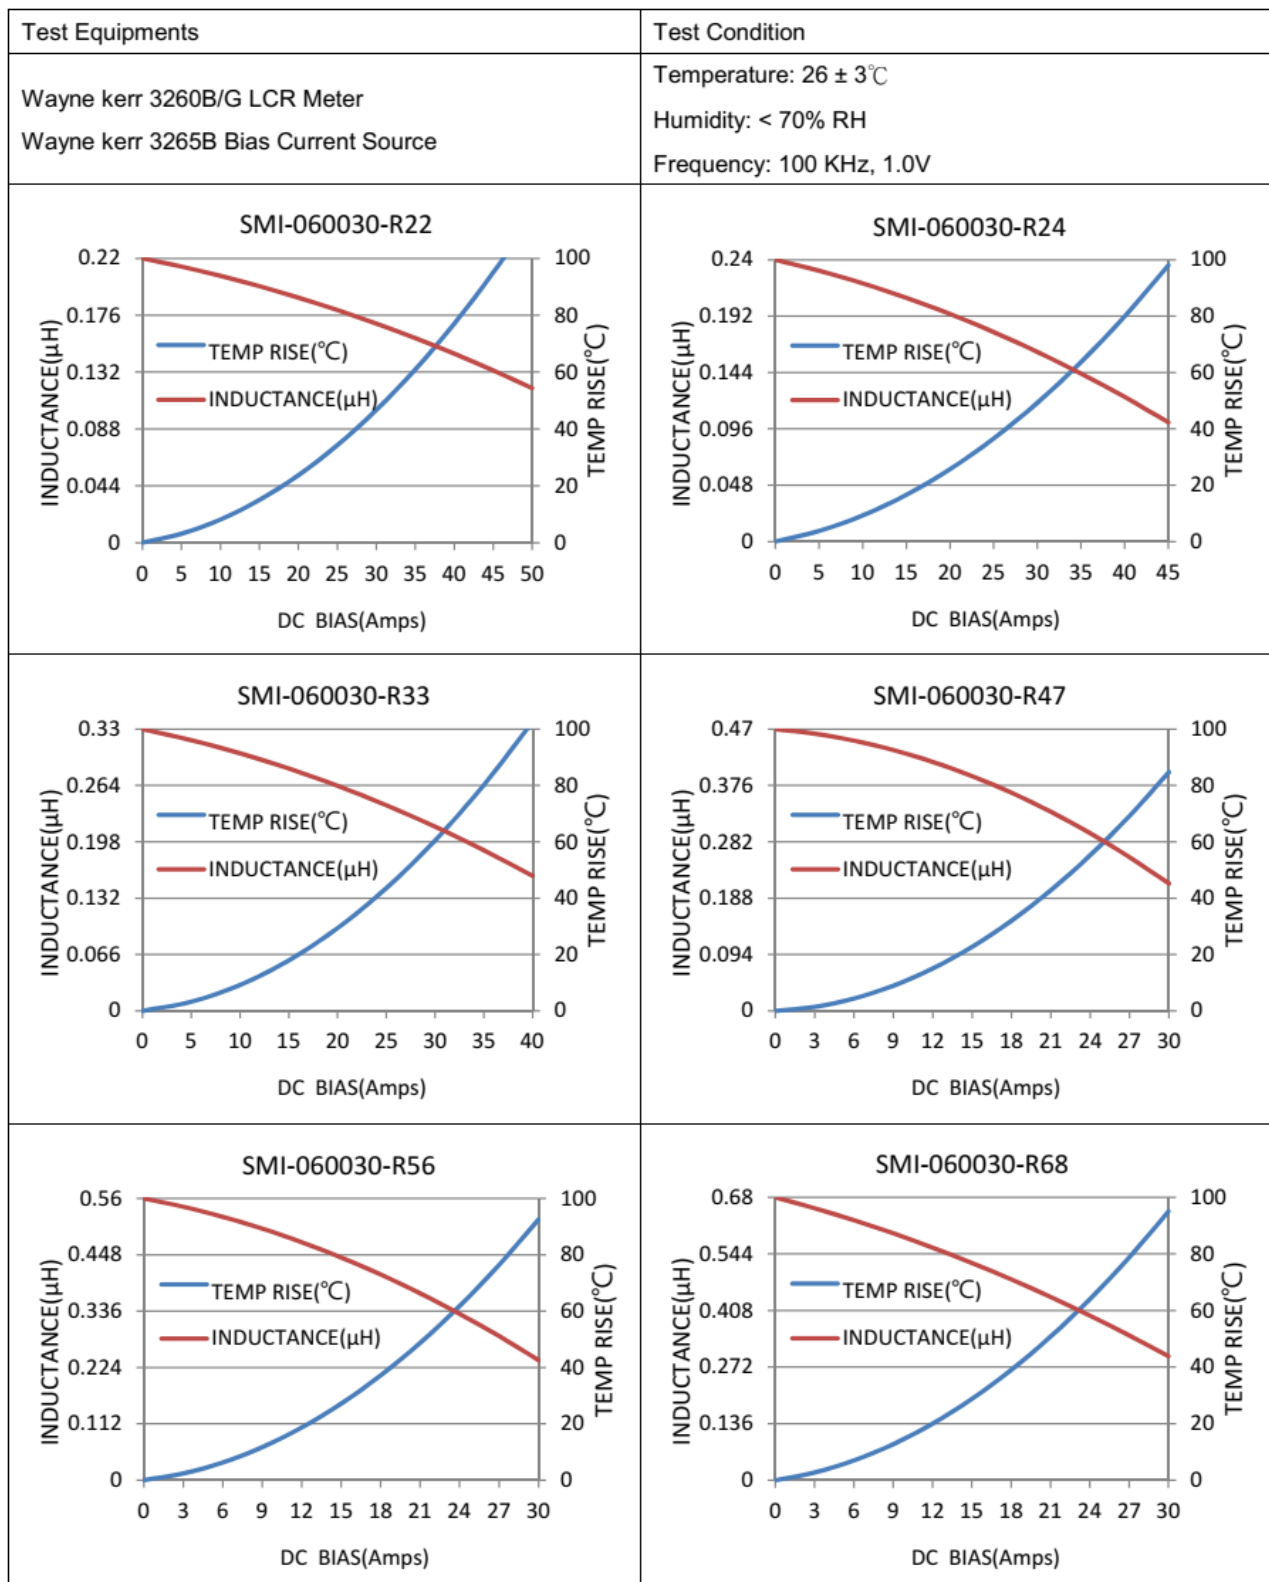 Test Equipments
Test Condition
Wayne kerr 3260B/G LCR Meter
Wayne kerr 3265B Bias Current Source
Temperature: 26 ± 3℃
Humidity: < 70% RH
Frequency: 100 KHz, 1.0V
SMI-060030-R22
INDUCTANCE(μH)
0.22
0.176
0.132
0.088
0.044
0
TEMP RISE(℃)
INDUCTANCE(μH)
100
80
60
40
20
0
TEMP RISE(℃)
0 5 10 15 20 25 30 35 40 45 50
DC BIAS(Amps)
SMI-060030-R24
INDUCTANCE(μH)
0.24
0.192
0.144
0.096
0.048
0
TEMP RISE(℃)
INDUCTANCE(μH)
100
80
60
40
20
0
TEMP RISE(℃)
0 5 10 15 20 25 30 35 40 45
DC BIAS(Amps)
SMI-060030-R33
INDUCTANCE(μH)
0.33
0.264
0.198
0.132
0.066
0
TEMP RISE(℃)
INDUCTANCE(μH)
100
80
60
40
20
0
TEMP RISE(℃)
0 5 10 15 20 25 30 35 40
DC BIAS(Amps)
SMI-060030-R47
INDUCTANCE(μH)
0.47
0.376
0.282
0.188
0.094
0
TEMP RISE(℃)
INDUCTANCE(μH)
100
80
60
40
20
0
TEMP RISE(℃)
0 3 6 9 12 15 18 21 24 27 30
DC BIAS(Amps)
SMI-060030-R56
INDUCTANCE(μH)
0.56
0.448
0.336
0.224
0.112
0
TEMP RISE(℃)
INDUCTANCE(μH)
100
80
60
40
20
0
TEMP RISE(℃)
0 3 6 9 12 15 18 21 24 27 30
DC BIAS(Amps)
SMI-060030-R68
INDUCTANCE(μH)
0.68
0.544
0.408
0.272
0.136
0
TEMP RISE(℃)
INDUCTANCE(μH)
100
80
60
40
20
0
TEMP RISE(℃)
0 3 6 9 12 15 18 21 24 27 30
DC BIAS(Amps)